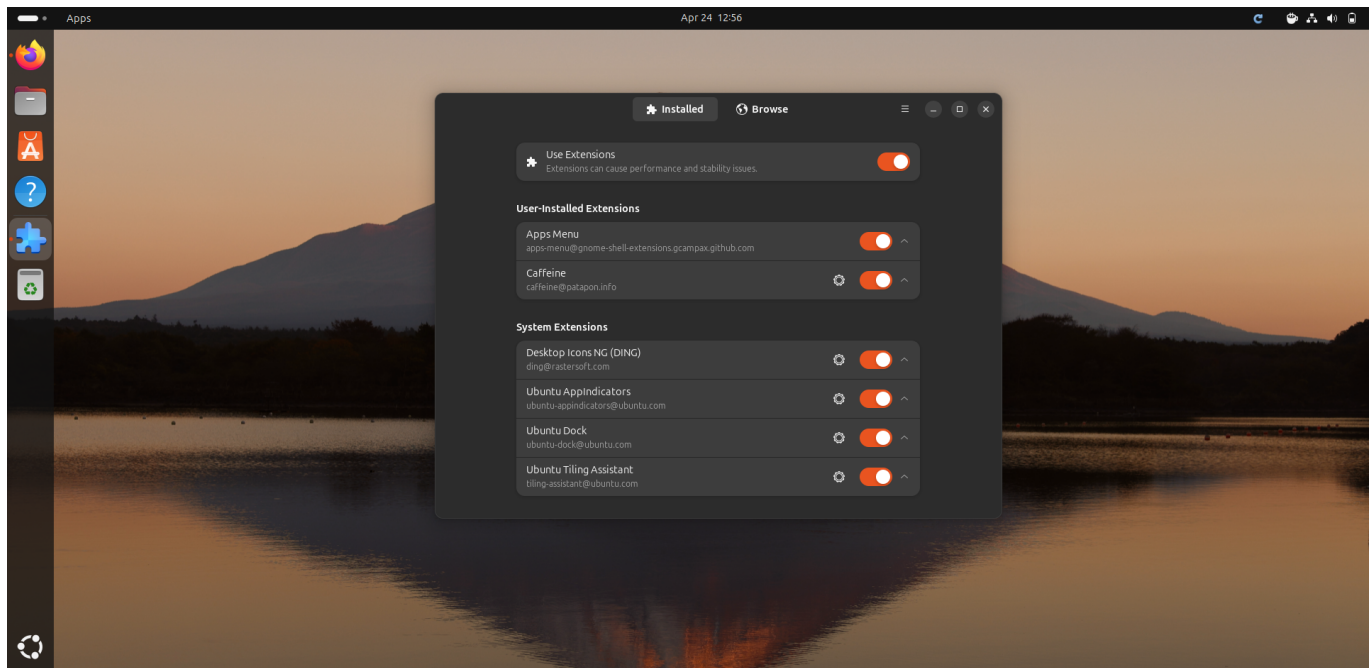 Apps
Apr 24 12:56
Installed
Browse
Use Extensions
Extensions can cause performance and stability issues.
User-Installed Extensions
Apps Menu
apps-menu@gnome-shell-extensions.gcampax.github.com
Caffeine
caffeine@patapon.info
System Extensions
Desktop Icons NG (DING)
ding@rastersoft.com
Ubuntu AppIndicators
ubuntu-appindicators@ubuntu.com
Ubuntu Dock
ubuntu-dock@ubuntu.com
Ubuntu Tiling Assistant
tiling-assistant@ubuntu.com